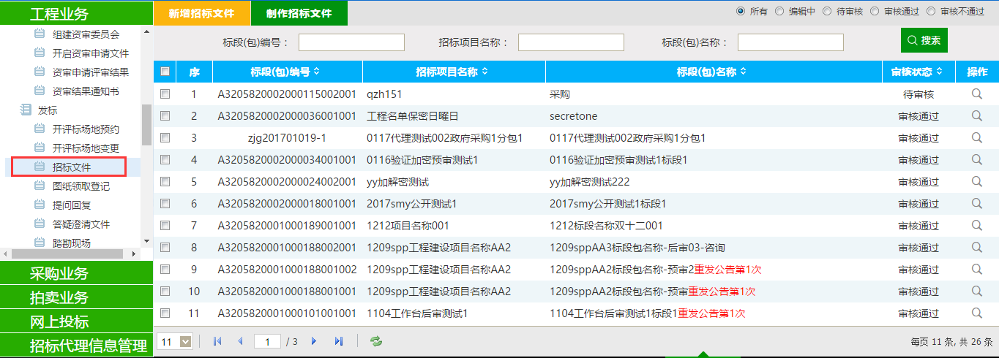 工程业务
组建资审委员会
开启资审申请文件
资审申请评审结果
资审结果通知书
发标
开评标场地预约
开评标场地变更
招标文件
图纸领取登记
提问回复
答疑澄清文件
踏勘现场
采购业务
拍卖业务
网上投标
招标代理信息管理
新增招标文件 制作招标文件 所有 编辑中 待审核 审核通过 审核不通过
标段(包)编号： 招标项目名称： 标段(包)名称： 搜索
序 标段(包)编号 招标项目名称 标段(包)名称 审核状态 操作
1 A3205820002000115002001 qzh151 采购 待审核
2 A3205820002000036001001 工程名单保密日曜日 secretone 审核通过
3 zjg201701019-1 0117代理测试002政府采购1分包1 0117代理测试002政府采购1分包1 审核通过
4 A3205820002000034001001 0116验证加密预审测试1 0116验证加密预审测试1标段1 审核通过
5 A3205820002000024002001 yy加解密测试 yy加解密测试222 审核通过
6 A3205820002000018001001 2017smy公开测试1 2017smy公开测试1标段1 审核通过
7 A3205820001000189001001 1212项目名称001 1212标段名称双十二001 审核通过
8 A3205820001000188002001 1209spp工程建设项目名称AA2 1209sppAA3标段包名称-后审03-咨询 审核通过
9 A3205820001000188001002 1209spp工程建设项目名称AA2 1209sppAA2标段包名称-预审2重发公告第1次 审核通过
10 A3205820001000188001001 1209spp工程建设项目名称AA2 1209sppAA2标段包名称-预审重发公告第1次 审核通过
11 A3205820001000101001001 1104工作台后审测试1 1104工作台后审测试1标段1重发公告第1次 审核通过
11 1 / 3 每页 11 条, 共 26 条